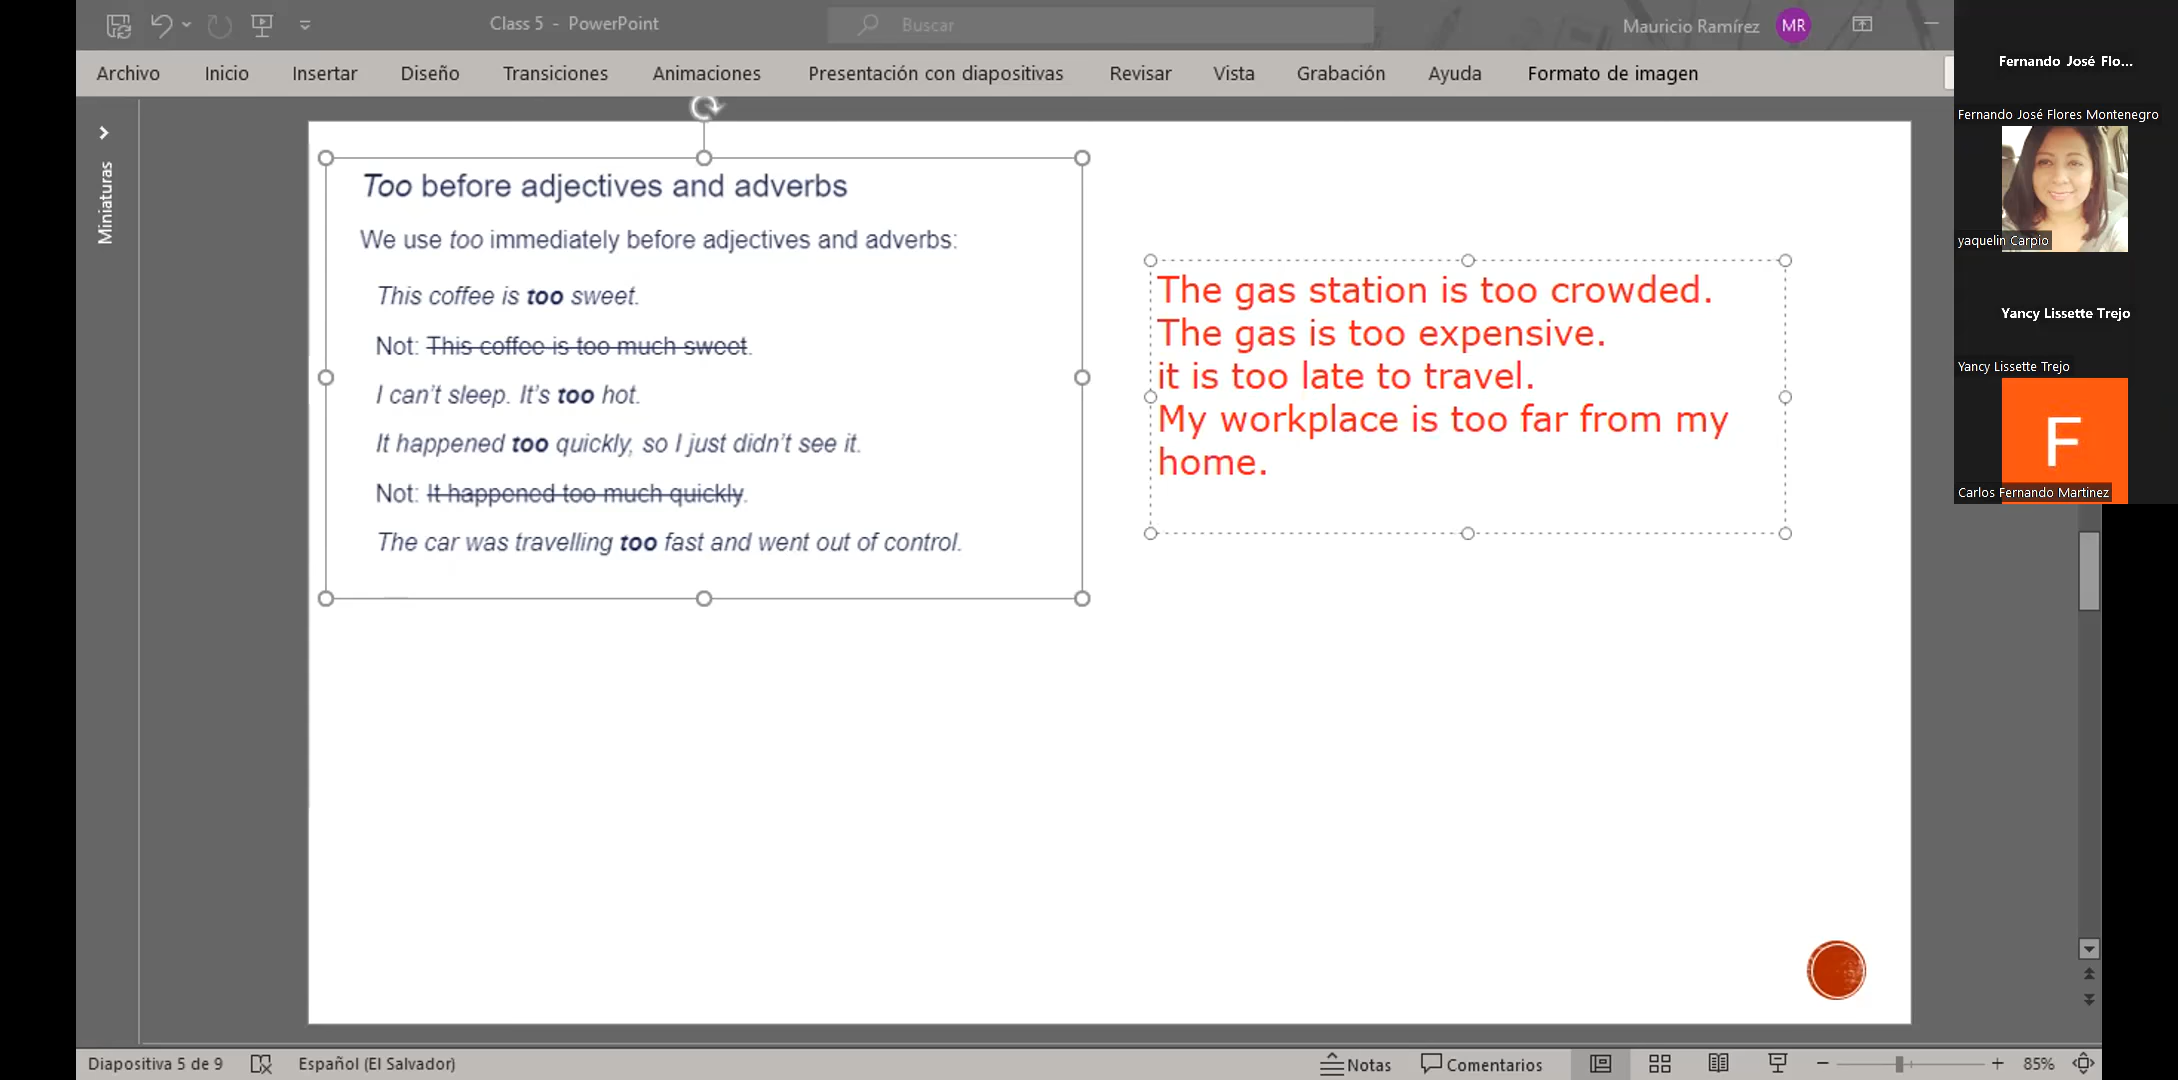 Class 5 - PowerPoint
Buscar
Mauricio Ramírez
MR
Archivo
Inicio
Insertar
Diseño
Transiciones
Animaciones
Presentación con diapositivas
Revisar
Vista
Grabación
Ayuda
Formato de imagen
Miniaturas
Too before adjectives and adverbs
We use too immediately before adjectives and adverbs:
This coffee is too sweet.
Not: This coffee is too much sweet.
I can't sleep. It's too hot.
It happened too quickly, so I just didn't see it.
Not: It happened too much quickly.
The car was travelling too fast and went out of control.
The gas station is too crowded.
The gas is too expensive.
it is too late to travel.
My workplace is too far from my
home.
Fernando José Flo...
Fernando José Flores Montenegro
yaquelin Carpio
Yancy Lissette Trejo
Yancy Lissette Trejo
F
Carlos Fernando Martinez
Diapositiva 5 de 9
Español (El Salvador)
Notas
Comentarios
85%